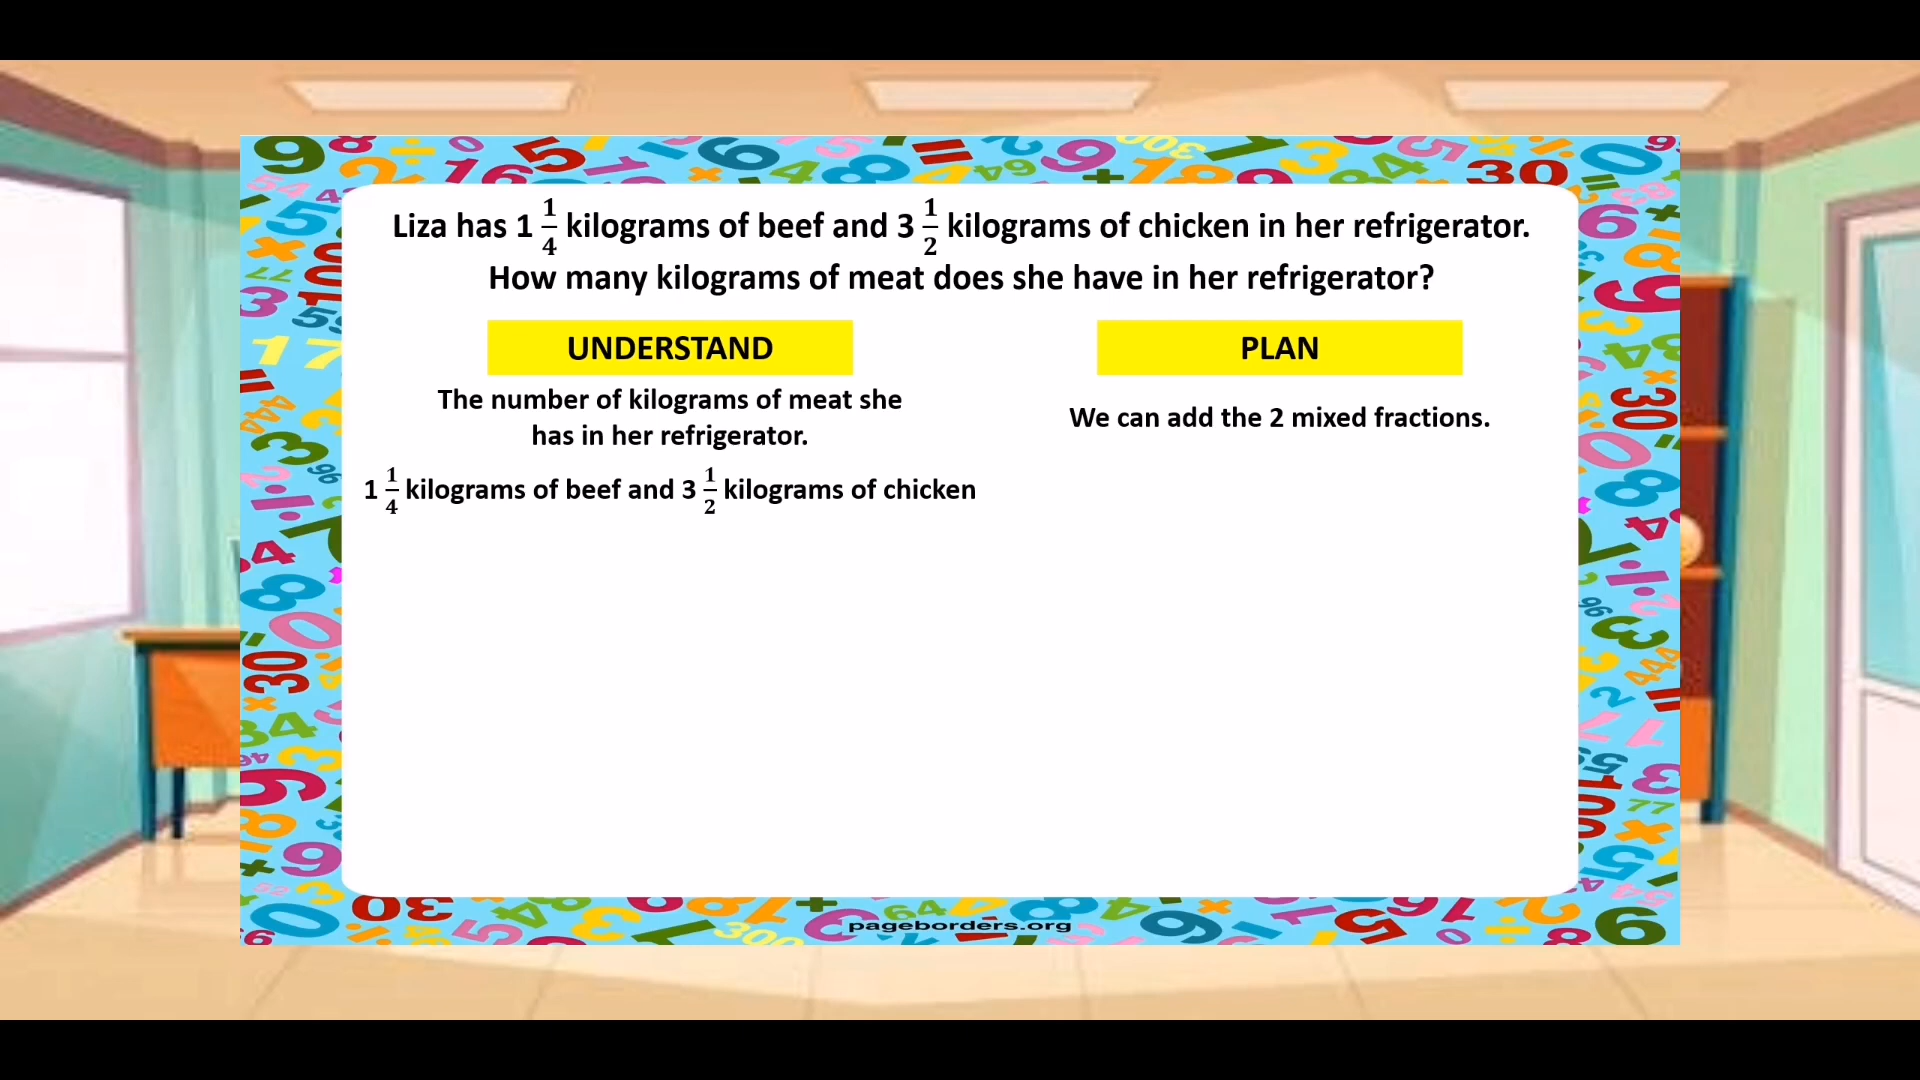 Liza has 1 1/4 kilograms of beef and 3 1/2 kilograms of chicken in her refrigerator.
How many kilograms of meat does she have in her refrigerator?
UNDERSTAND
The number of kilograms of meat she
has in her refrigerator.
1 1/4 kilograms of beef and 3 1/2 kilograms of chicken
PLAN
We can add the 2 mixed fractions.
pageborders.org